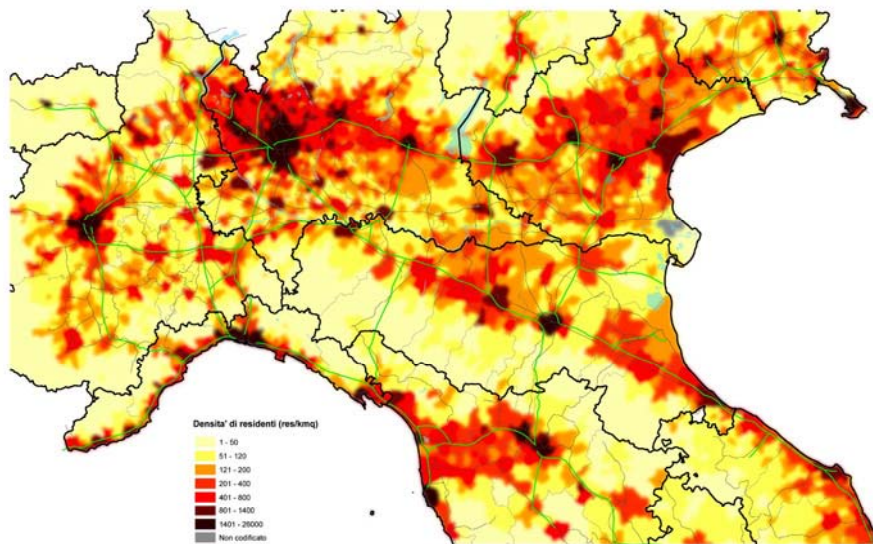 Densita' di residenti (res/kmq)
1 - 50
51 - 120
121 - 200
201 - 400
401 - 800
801 - 1400
1401 - 26000
Non codificato